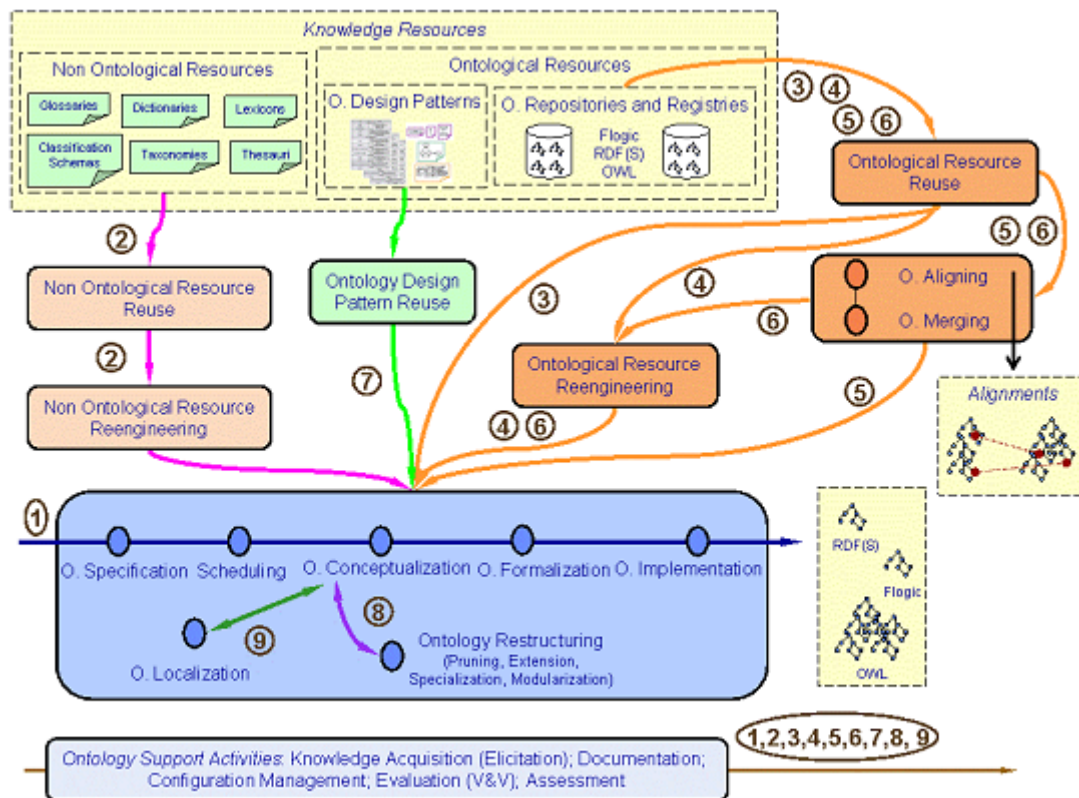 Knowledge Resources
Non Ontological Resources
Glossaries
Dictionaries
Lexicons
Classification
Schemas
Taxonomies
Thesauri
Ontological Resources
O. Design Patterns
O. Repositories and Registries
Flogic
RDF(S)
OWL
3 4
5 6
Ontological Resource
Reuse
5 6
2
Non Ontological Resource
Reuse
2
Non Ontological Resource
Reengineering
Ontology Design
Pattern Reuse
7
3
4
6
O. Aligning
O. Merging
Ontological Resource
Reengineering
4 6
5
Alignments
1
O. Specification
Scheduling
O. Conceptualization
O. Formalization
O. Implementation
9
8
O. Localization
Ontology Restructuring
(Pruning, Extension,
Specialization, Modularization)
RDF(S)
Flogic
OWL
1,2,3,4,5,6,7,8, 9
Ontology Support Activities: Knowledge Acquisition (Elicitation); Documentation;
Configuration Management; Evaluation (V&V); Assessment